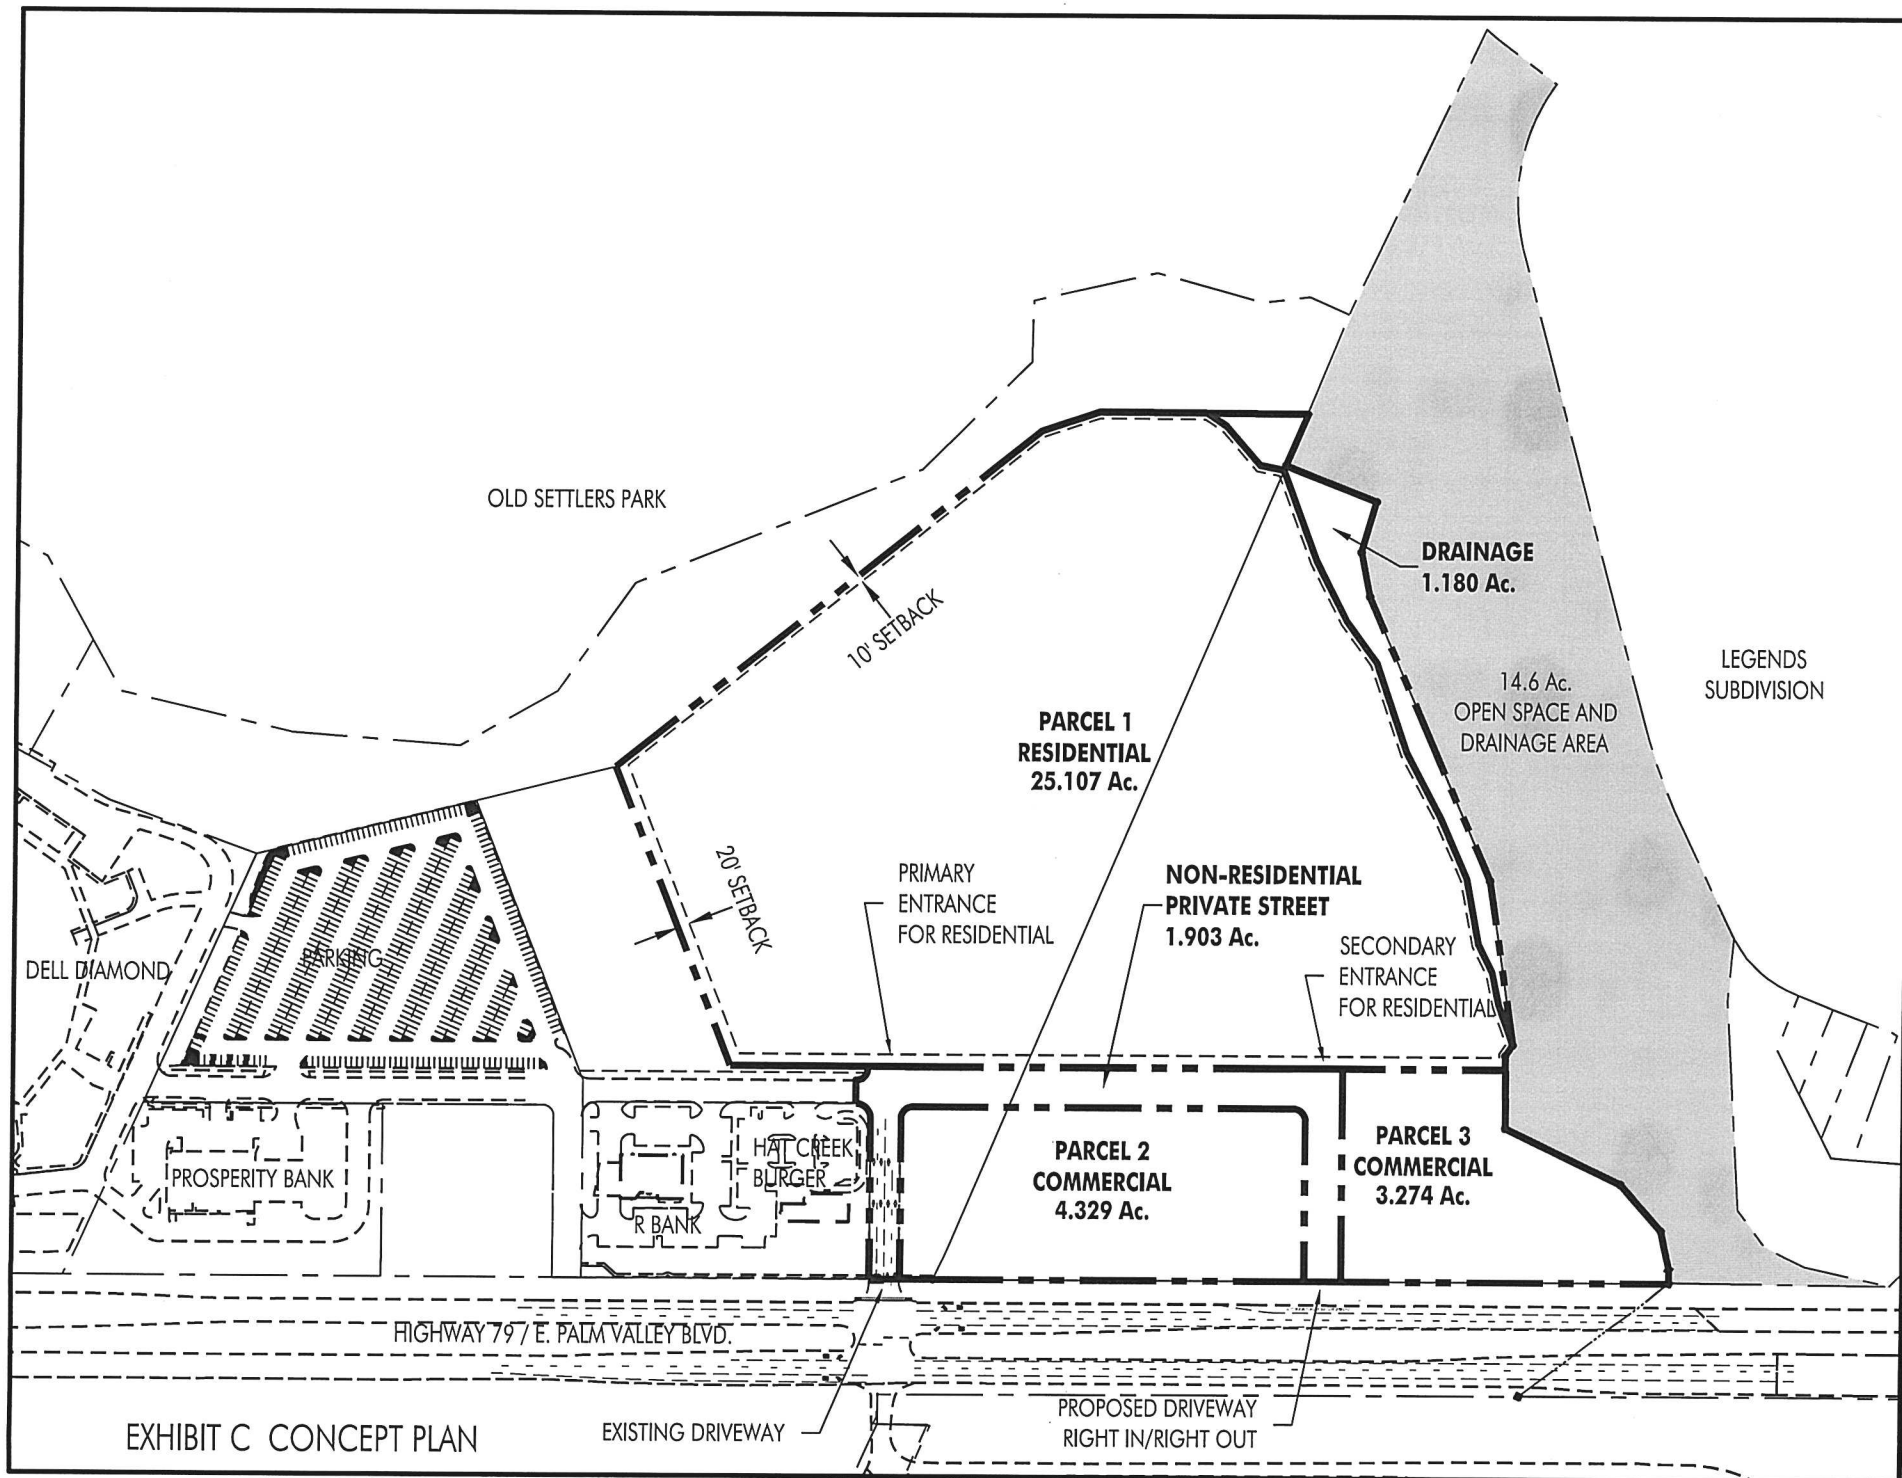 OLD SETTLERS PARK
10' SETBACK
DRAINAGE
1.180 Ac.
LEGENDS
SUBDIVISION
14.6 Ac.
OPEN SPACE AND
DRAINAGE AREA
PARCEL 1
RESIDENTIAL
25.107 Ac.
20' SETBACK
PRIMARY
ENTRANCE
FOR RESIDENTIAL
NON-RESIDENTIAL
PRIVATE STREET
1.903 Ac.
SECONDARY
ENTRANCE
FOR RESIDENTIAL
DELL DIAMOND
PARKING
PROSPERITY BANK
R BANK
HAT CREEK
BURGER
PARCEL 2
COMMERCIAL
4.329 Ac.
PARCEL 3
COMMERCIAL
3.274 Ac.
HIGHWAY 79 / E. PALM VALLEY BLVD.
EXHIBIT C CONCEPT PLAN
EXISTING DRIVEWAY
PROPOSED DRIVEWAY
RIGHT IN/RIGHT OUT